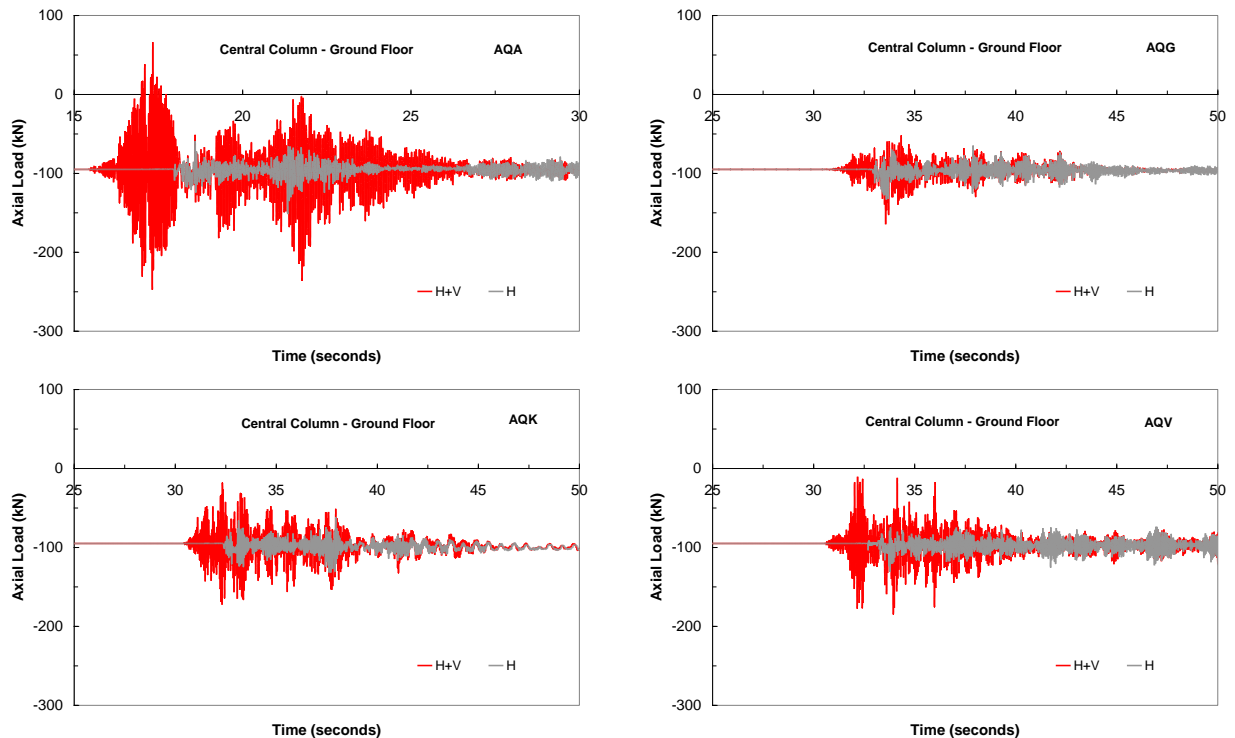 100
Central Column - Ground Floor AQA
0
15 20 25 30
-100
-200
H+V H
-300
Axial Load (kN)
Time (seconds)
100
Central Column - Ground Floor AQG
0
25 30 35 40 45 50
-100
-200
H+V H
-300
Axial Load (kN)
Time (seconds)
100
Central Column - Ground Floor AQK
0
25 30 35 40 45 50
-100
-200
H+V H
-300
Axial Load (kN)
Time (seconds)
100
Central Column - Ground Floor AQV
0
25 30 35 40 45 50
-100
-200
H+V H
-300
Axial Load (kN)
Time (seconds)